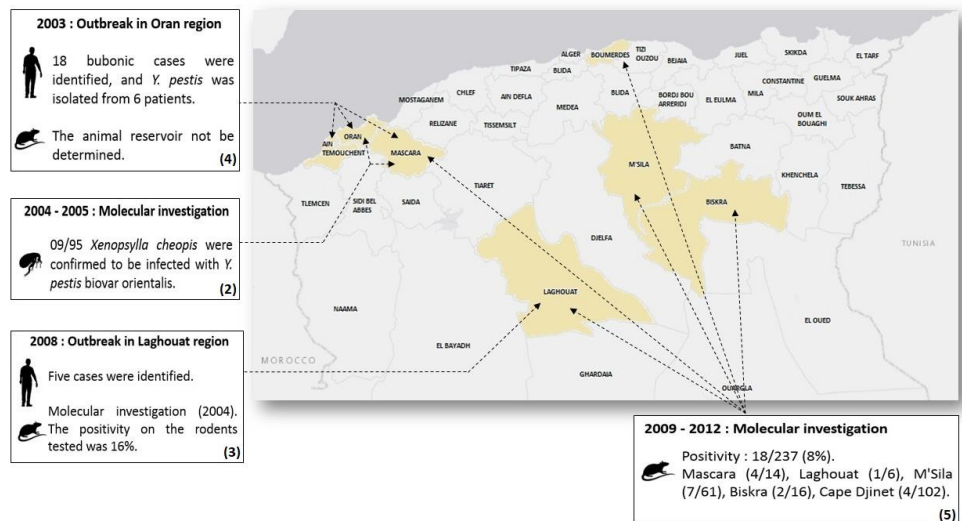 2003 : Outbreak in Oran region
18 bubonic cases were
identified, and Y. pestis was
isolated from 6 patients.
The animal reservoir not be
determined.
(4)
2004 - 2005 : Molecular investigation
09/95 Xenopsylla cheopis were
confirmed to be infected with Y.
pestis biovar orientalis.
(2)
2008 : Outbreak in Laghouat region
Five cases were identified.
Molecular investigation (2004).
The positivity on the rodents
tested was 16%.
(3)
ALGER
BOUMERDES
TIZI
OUZOU
BEJAIA
JIJEL
SKIKDA
EL TARF
TIPAZA
BLIDA
CHLEF
AIN DEFLA
MEDEA
BLIDA
BORDJ BOU
ARRERIDJ
EL EULMA
MILA
CONSTANTINE
GUELMA
SOUK AHRAS
OUM EL
BOUAGHI
MOSTAGANEM
RELIZANE
TISSEMSILT
ORAN
AIN
TEMOUCHENT
MASCARA
M'SILA
BATNA
KHENCHELA
TEBESSA
BISKRA
TLEMCEN
SIDI BEL
ABBES
SAIDA
TIARET
DJELFA
TUNISIA
LAGHOUAT
NAAMA
EL BAYADH
EL OUED
MOROCCO
GHARDAIA
OUARGLA
2009 - 2012 : Molecular investigation
Positivity : 18/237 (8%).
Mascara (4/14), Laghouat (1/6), M'Sila
(7/61), Biskra (2/16), Cape Djinet (4/102).
(5)